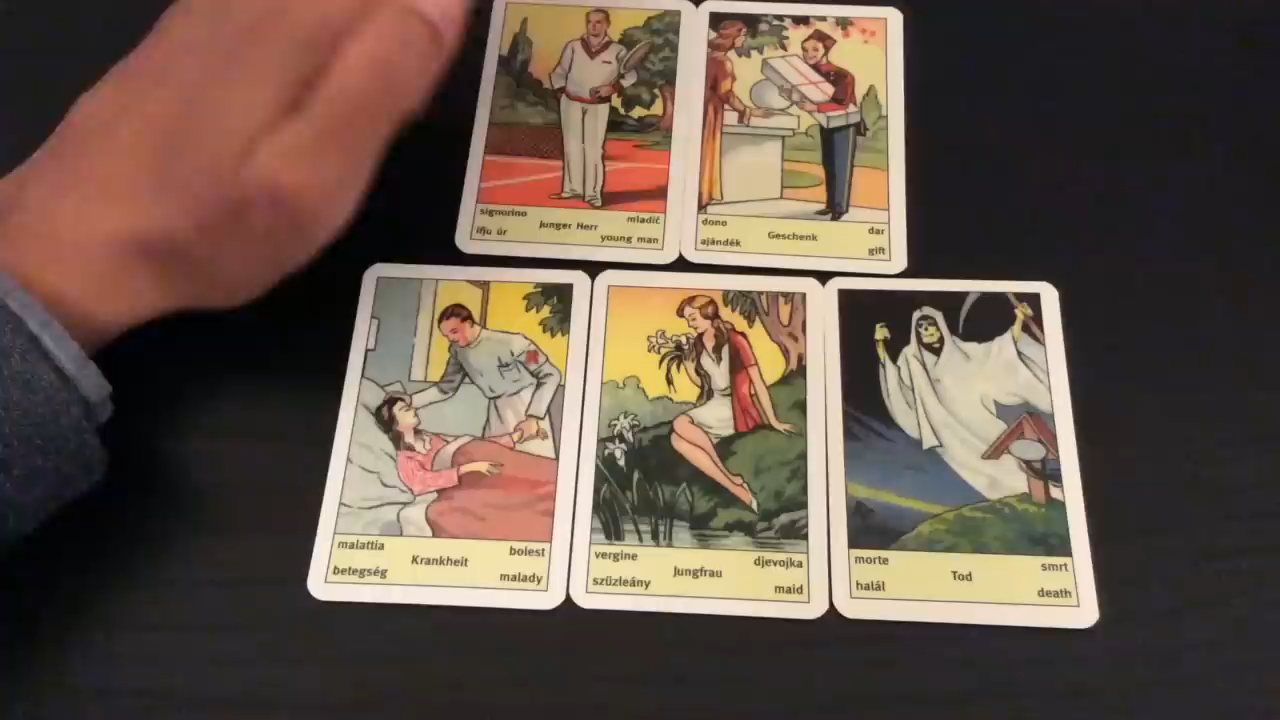 signorino
Junger Herr
mladić
ifju úr
young man
dono
Geschenk
dar
ajándék
gift
malattia
Krankheit
bolest
betegség
malady
vergine
Jungfrau
djevojka
szüzleány
maid
morte
Tod
smrt
halál
death